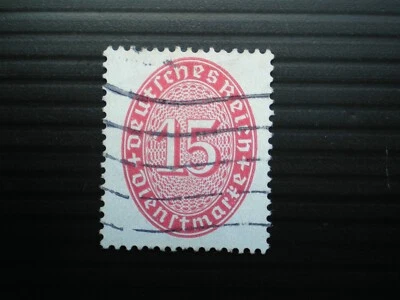 Deutsches Reich
15
Dienstmarke